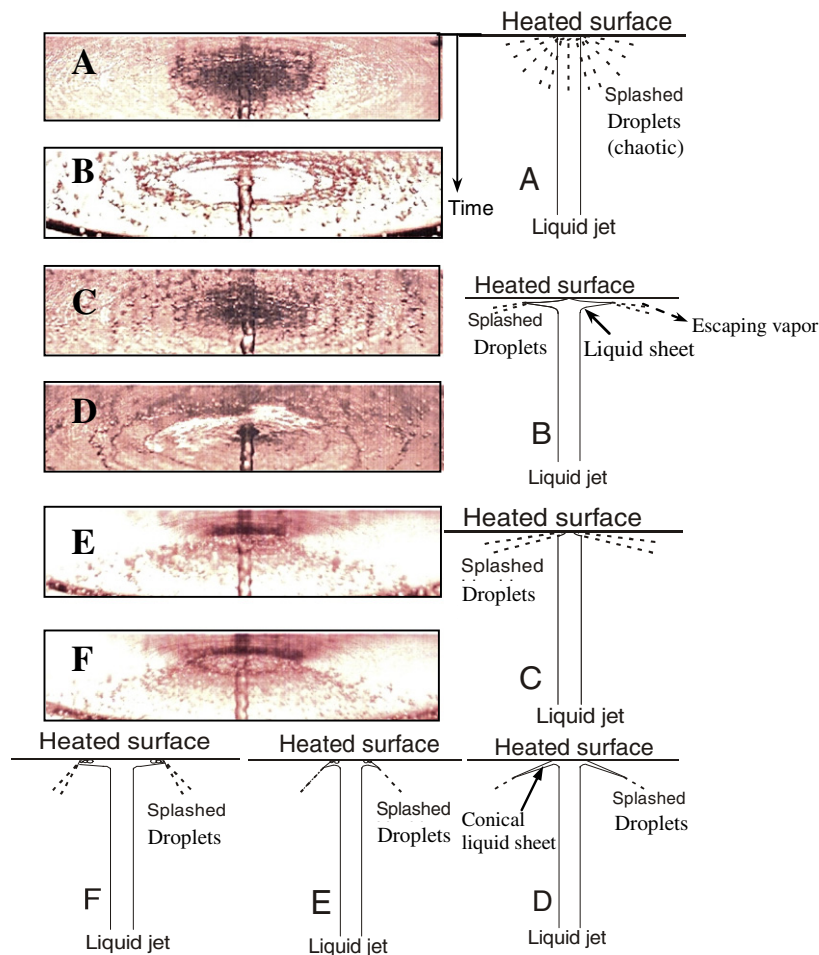 A
Heated surface
Splashed
Droplets
(chaotic)
A
Liquid jet
Time
B
C
Heated surface
Splashed
Droplets
Liquid sheet
Escaping vapor
B
Liquid jet
D
E
Heated surface
Splashed
Droplets
C
Liquid jet
F
Heated surface
Splashed
Droplets
F
Liquid jet
Heated surface
Splashed
Droplets
E
Liquid jet
Heated surface
Conical
liquid sheet
Splashed
Droplets
D
Liquid jet